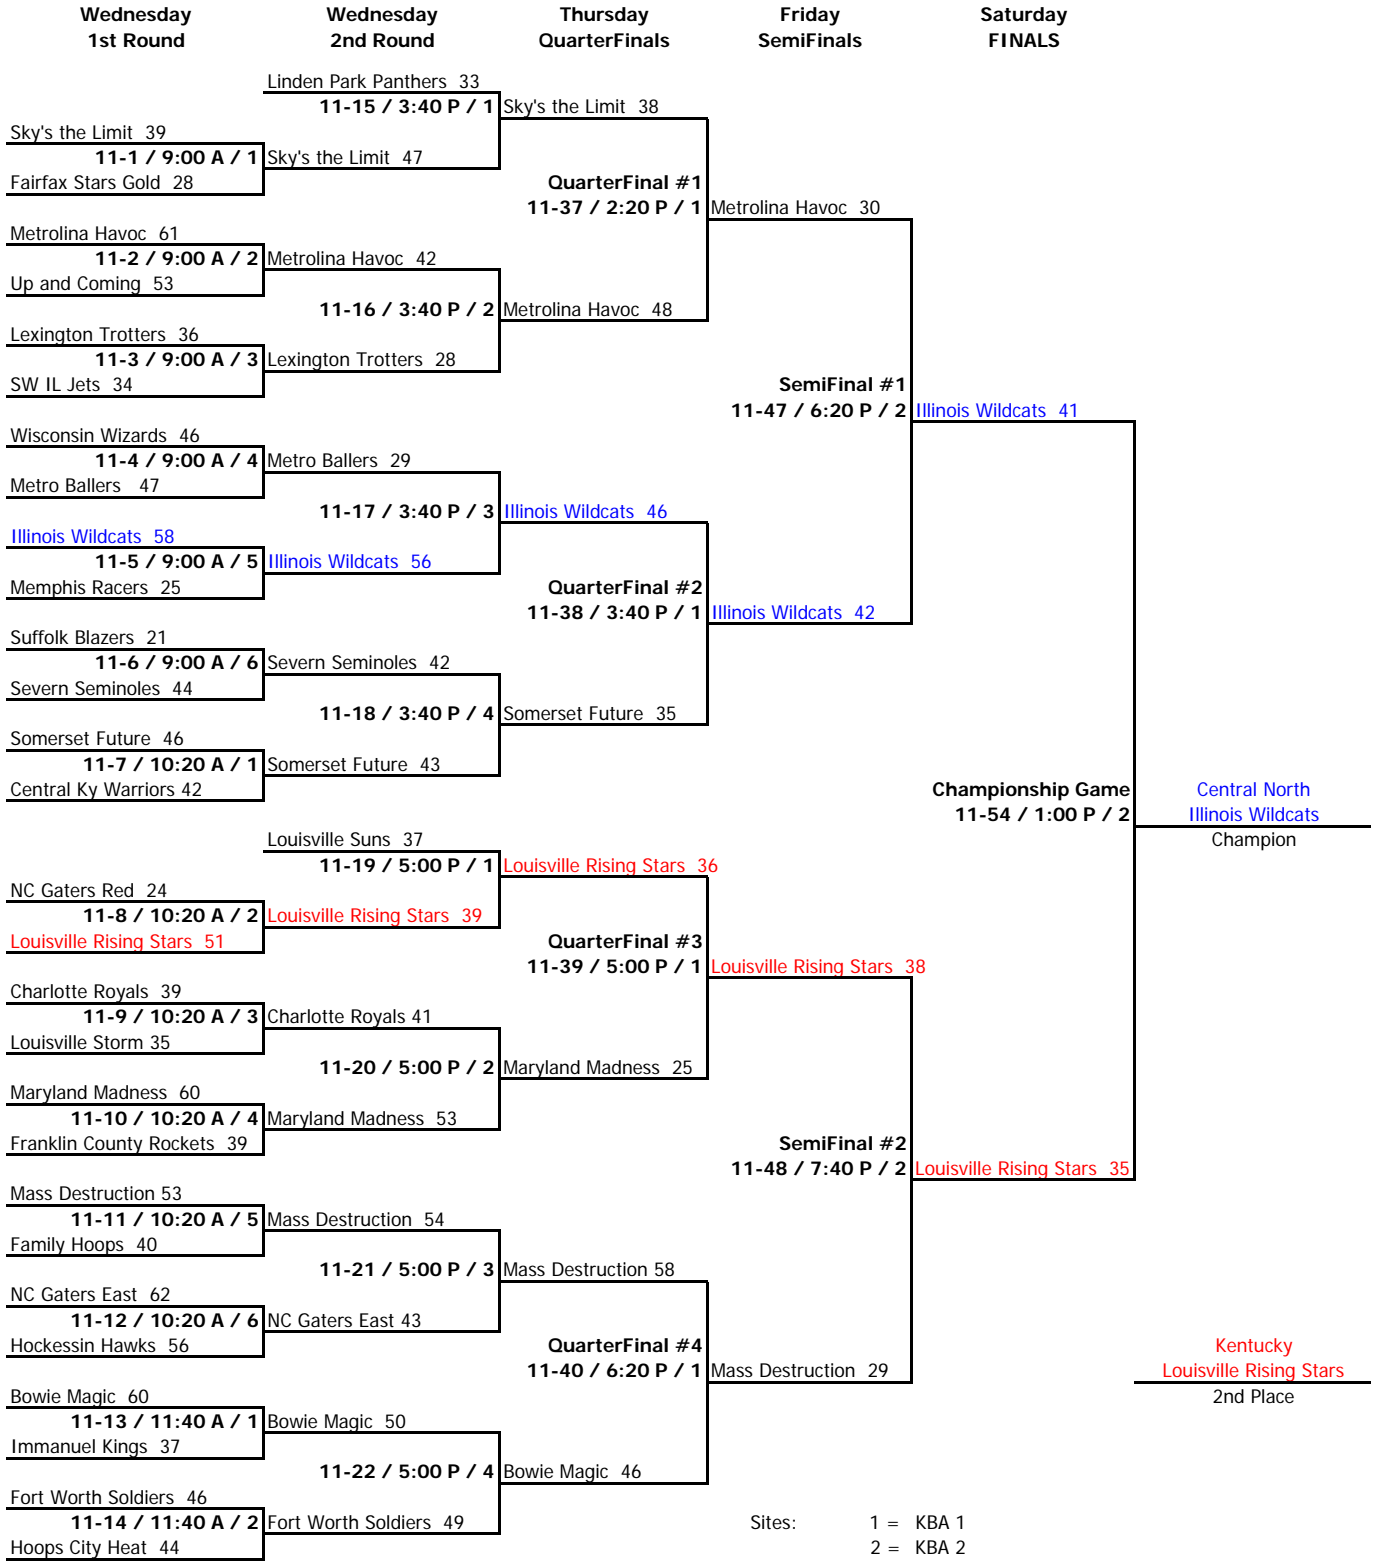 Wednesday Wednesday Thursday Friday Saturday
1st Round 2nd Round QuarterFinals SemiFinals FINALS
Linden Park Panthers 33
11-15 / 3:40 P / 1 Sky's the Limit 38
Sky's the Limit 39
11-1 / 9:00 A / 1 Sky's the Limit 47
Fairfax Stars Gold 28 QuarterFinal #1
11-37 / 2:20 P / 1 Metrolina Havoc 30
Metrolina Havoc 61
11-2 / 9:00 A / 2 Metrolina Havoc 42
Up and Coming 53
11-16 / 3:40 P / 2 Metrolina Havoc 48
Lexington Trotters 36
11-3 / 9:00 A / 3 Lexington Trotters 28
SW IL Jets 34 SemiFinal #1
11-47 / 6:20 P / 2 Illinois Wildcats 41
Wisconsin Wizards 46
11-4 / 9:00 A / 4 Metro Ballers 29
Metro Ballers 47
11-17 / 3:40 P / 3 Illinois Wildcats 46
Illinois Wildcats 58
11-5 / 9:00 A / 5 Illinois Wildcats 56
Memphis Racers 25 QuarterFinal #2
11-38 / 3:40 P / 1 Illinois Wildcats 42
Suffolk Blazers 21
11-6 / 9:00 A / 6 Severn Seminoles 42
Severn Seminoles 44
11-18 / 3:40 P / 4 Somerset Future 35
Somerset Future 46
11-7 / 10:20 A / 1 Somerset Future 43
Central Ky Warriors 42 Championship Game Central North
11-54 / 1:00 P / 2 Illinois Wildcats
Louisville Suns 37 Champion
11-19 / 5:00 P / 1 Louisville Rising Stars 36
NC Gaters Red 24
11-8 / 10:20 A / 2 Louisville Rising Stars 39
Louisville Rising Stars 51 QuarterFinal #3
11-39 / 5:00 P / 1 Louisville Rising Stars 38
Charlotte Royals 39
11-9 / 10:20 A / 3 Charlotte Royals 41
Louisville Storm 35
11-20 / 5:00 P / 2 Maryland Madness 25
Maryland Madness 60
11-10 / 10:20 A / 4 Maryland Madness 53
Franklin County Rockets 39 SemiFinal #2
11-48 / 7:40 P / 2 Louisville Rising Stars 35
Mass Destruction 53
11-11 / 10:20 A / 5 Mass Destruction 54
Family Hoops 40
11-21 / 5:00 P / 3 Mass Destruction 58
NC Gaters East 62
11-12 / 10:20 A / 6 NC Gaters East 43
Hockessin Hawks 56 QuarterFinal #4 Kentucky
11-40 / 6:20 P / 1 Mass Destruction 29 Louisville Rising Stars
Bowie Magic 60 2nd Place
11-13 / 11:40 A / 1 Bowie Magic 50
Immanuel Kings 37
11-22 / 5:00 P / 4 Bowie Magic 46
Fort Worth Soldiers 46
11-14 / 11:40 A / 2 Fort Worth Soldiers 49 Sites: 1 = KBA 1
Hoops City Heat 44 2 = KBA 2